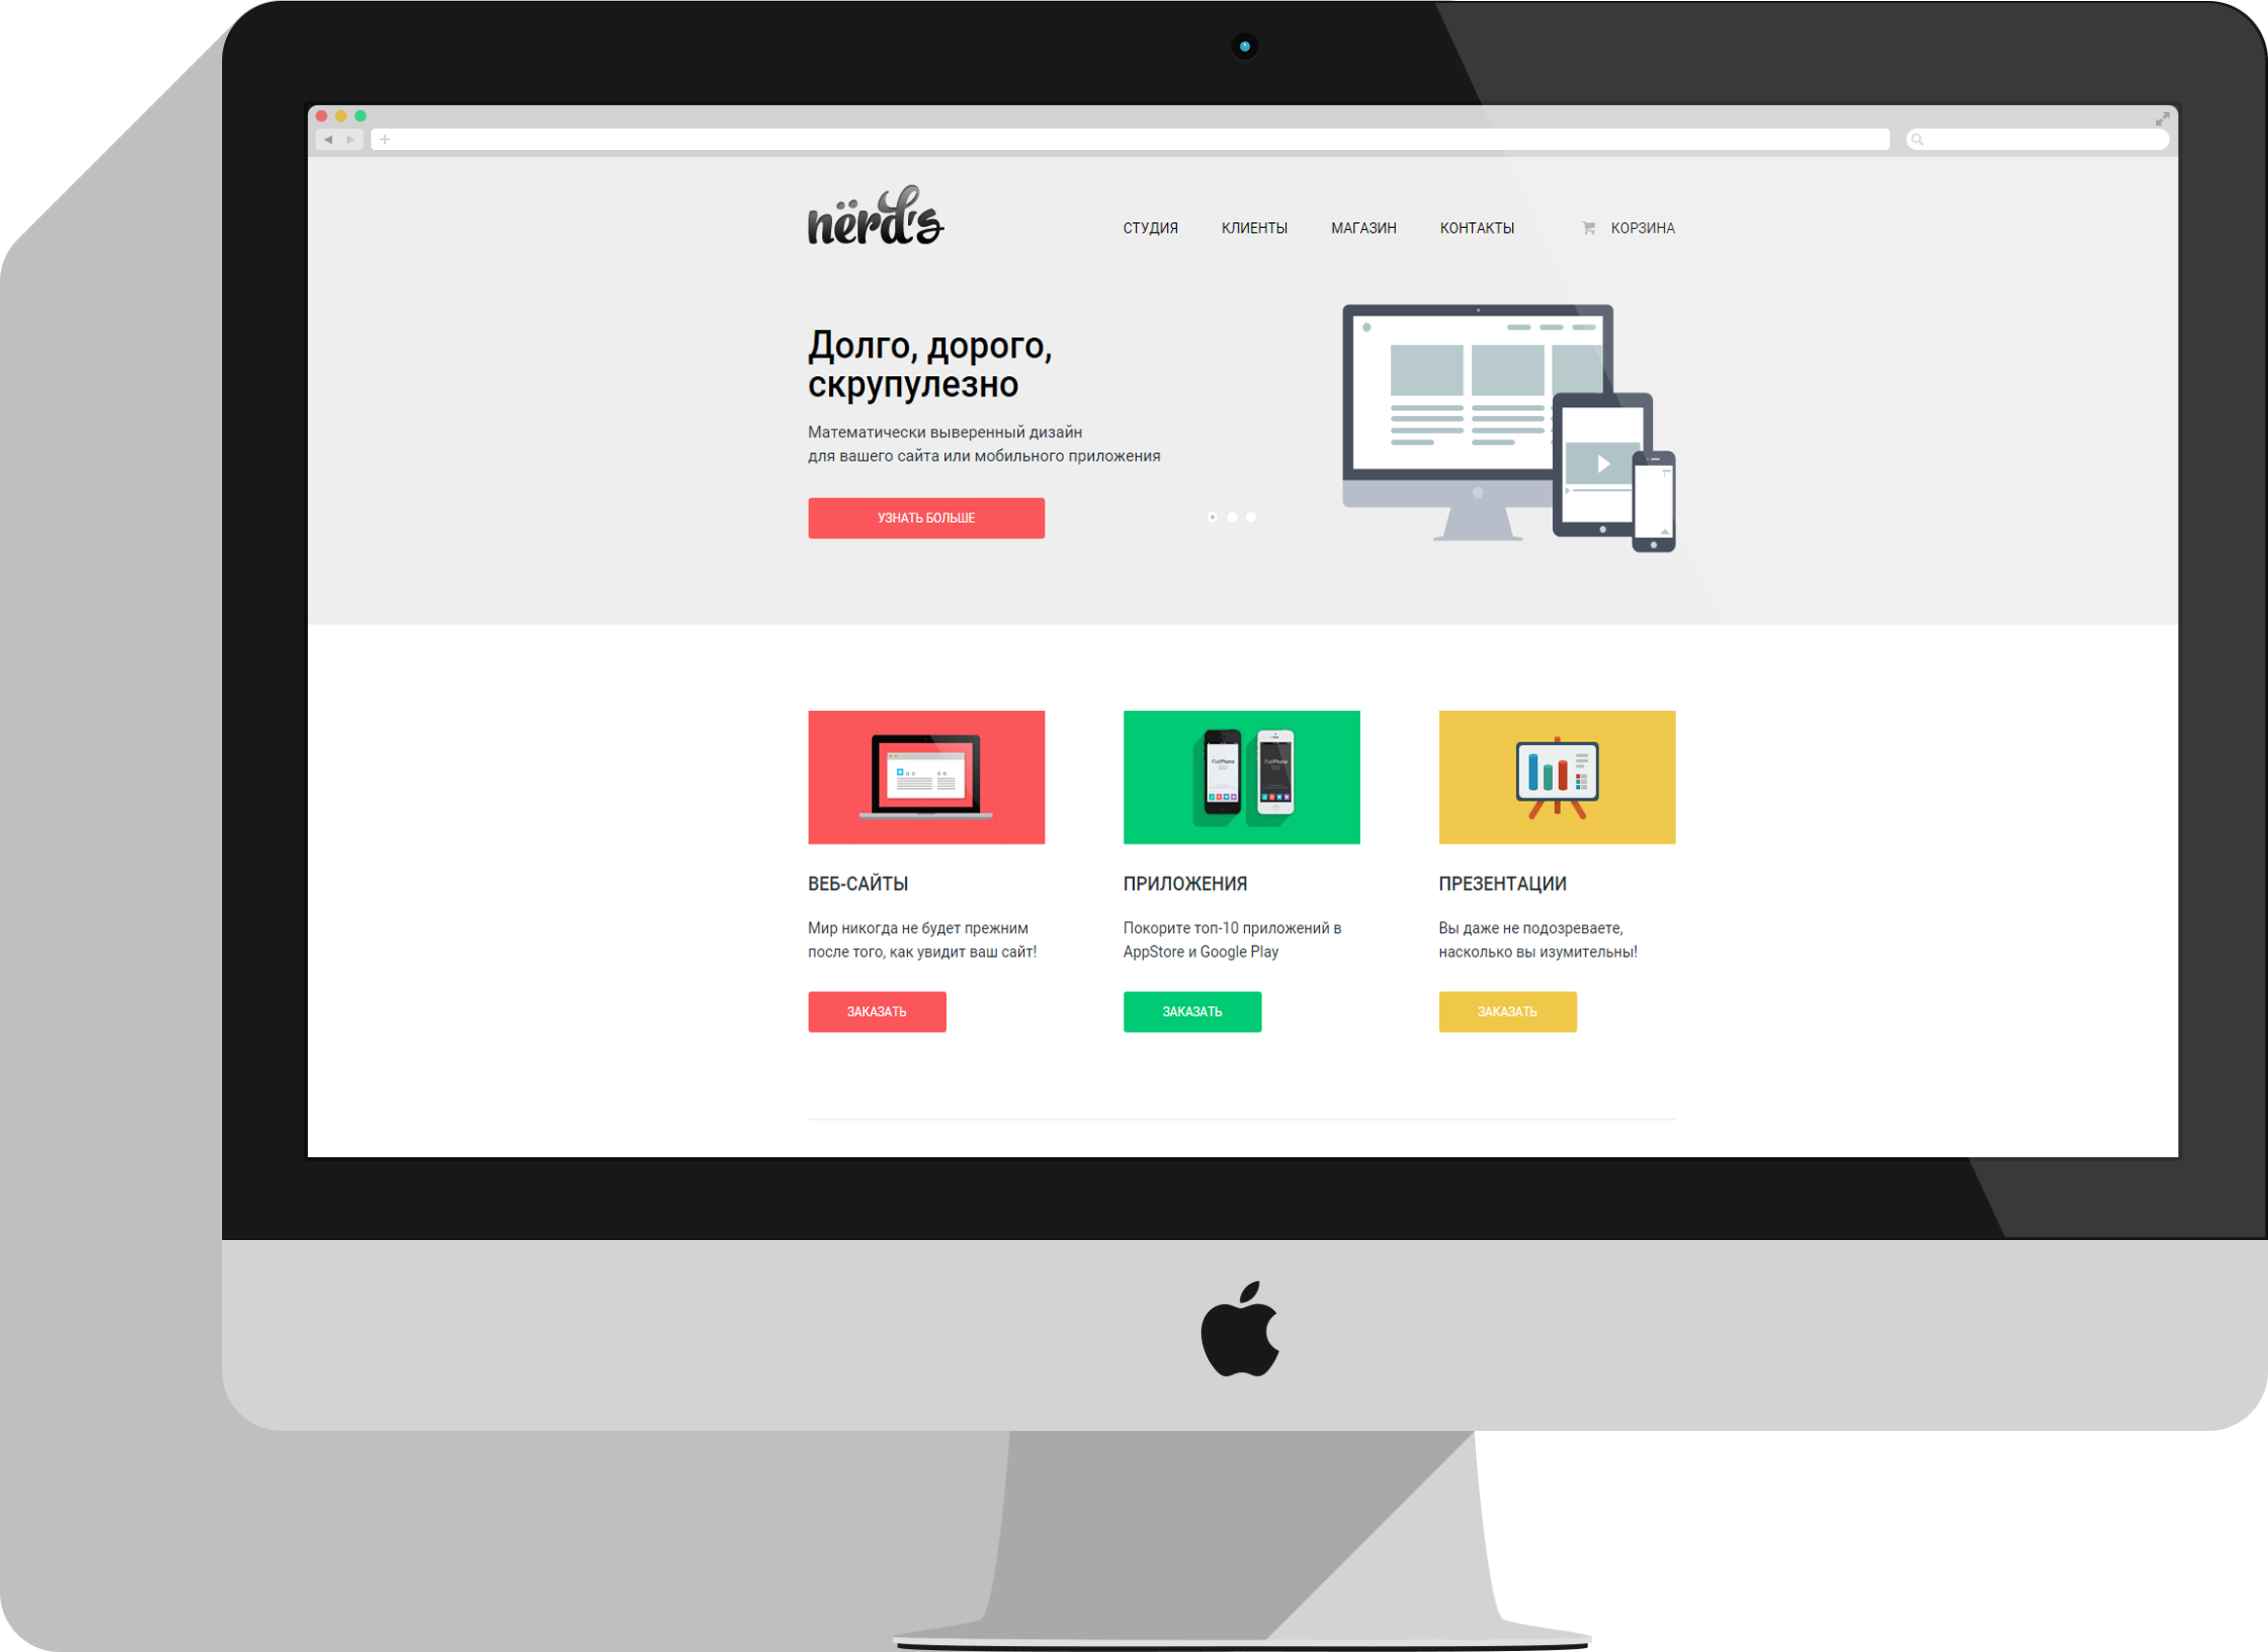 nërd's
СТУДИЯ КЛИЕНТЫ МАГАЗИН КОНТАКТЫ КОРЗИНА
Долго, дорого,
скрупулезно
Математически выверенный дизайн
для вашего сайта или мобильного приложения
УЗНАТЬ БОЛЬШЕ
FlatPhone FlatPhone
ВЕБ-САЙТЫ ПРИЛОЖЕНИЯ ПРЕЗЕНТАЦИИ
Мир никогда не будет прежним Покорите топ-10 приложений в Вы даже не подозреваете,
после того, как увидит ваш сайт! AppStore и Google Play насколько вы изумительны!
ЗАКАЗАТЬ ЗАКАЗАТЬ ЗАКАЗАТЬ